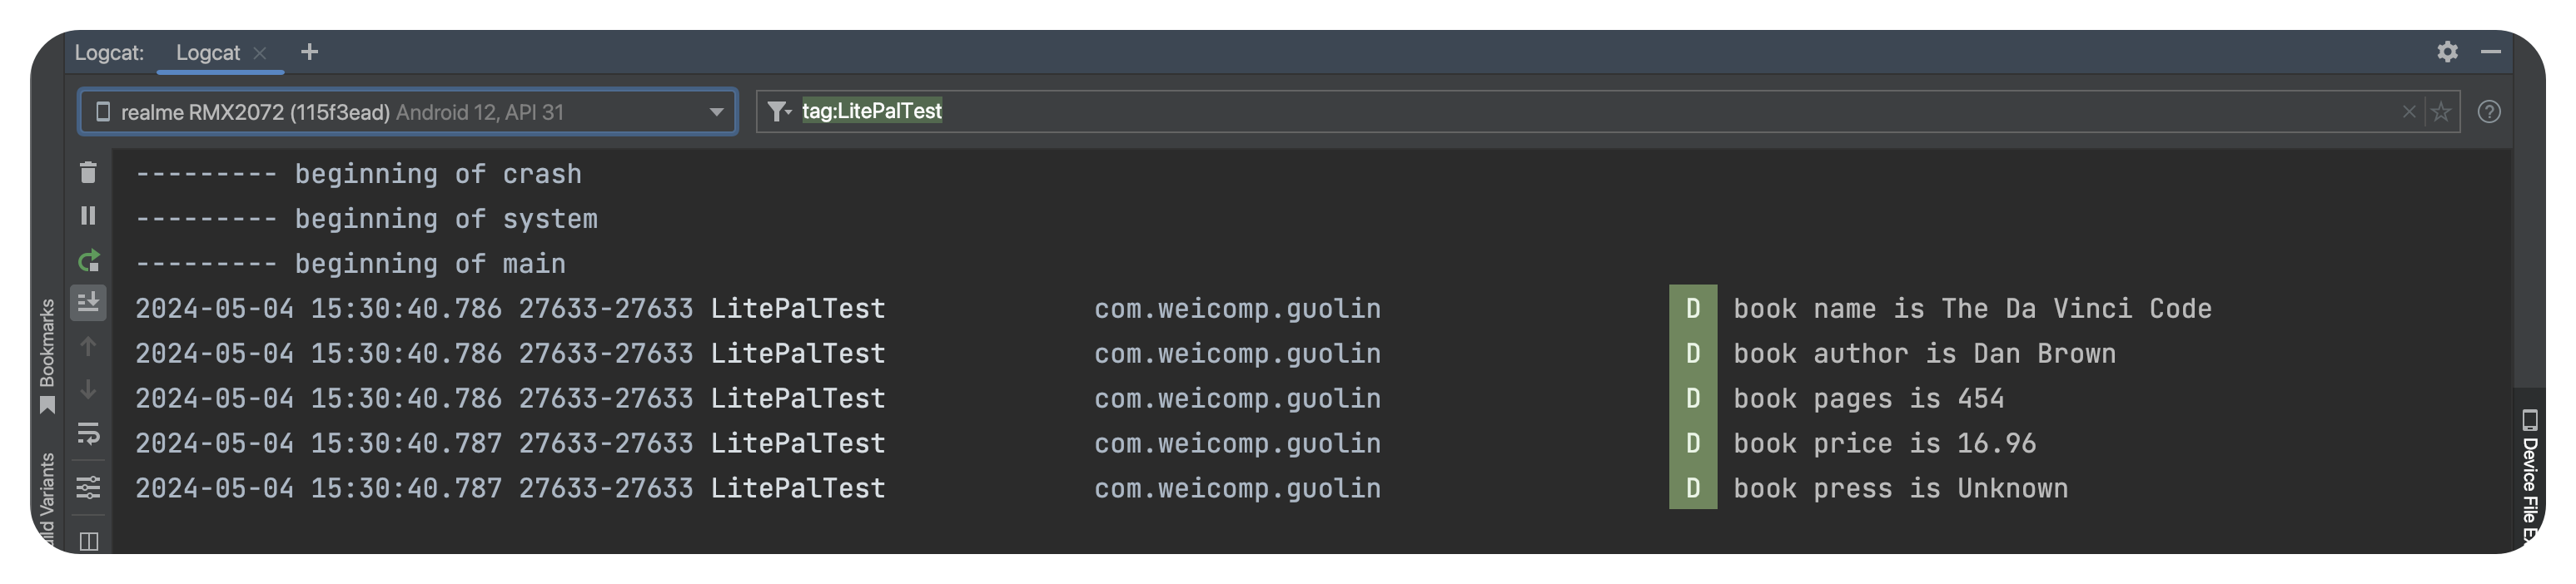 Logcat: Logcat
realme RMX2072 (115f3ead) Android 12, API 31
tag:LitePalTest
--------- beginning of crash
--------- beginning of system
--------- beginning of main
2024-05-04 15:30:40.786 27633-27633 LitePalTest com.weicomp.guolin D book name is The Da Vinci Code
2024-05-04 15:30:40.786 27633-27633 LitePalTest com.weicomp.guolin D book author is Dan Brown
2024-05-04 15:30:40.786 27633-27633 LitePalTest com.weicomp.guolin D book pages is 454
2024-05-04 15:30:40.787 27633-27633 LitePalTest com.weicomp.guolin D book price is 16.96
2024-05-04 15:30:40.787 27633-27633 LitePalTest com.weicomp.guolin D book press is Unknown
Bookmarks
Variants
Device File